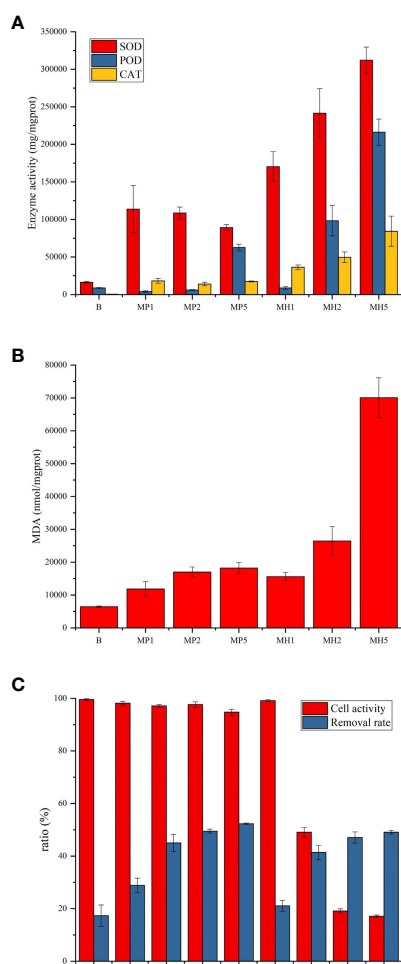 A
350000
300000
250000
200000
150000
100000
50000
0
Enzyme activity (mg/mgprot)
SOD
POD
CAT
B MP1 MP2 MP5 MH1 MH2 MH5
B
80000
70000
60000
50000
40000
30000
20000
10000
0
MDA (nmol/mgprot)
B MP1 MP2 MP5 MH1 MH2 MH5
C
100
80
60
40
20
0
ratio (%)
Cell activity
Removal rate